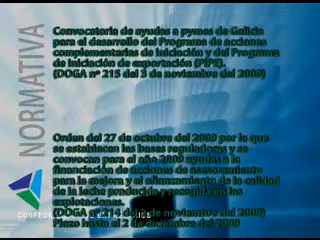 NORMATIVA
Convocatoria de ayudas a pymes de Galicia
para el desarrollo del Programa de acciones
complementarias de iniciación y del Programa
de iniciación de exportación (PIPE).
(DOGA nº 215 del 3 de noviembre del 2009)
Orden del 27 de octubre del 2009 por la que
se establecen las bases reguladoras y se
convocan para el año 2009 ayudas a la
financiación de acciones de asesoramiento
para la mejora y el afianzamiento de la calidad
de la leche producida y recogida en las
explotaciones.
(DOGA nº 214 del de noviembre del 2009)
Plazo hasta el 2 de diciembre del 2009
CONFEDE